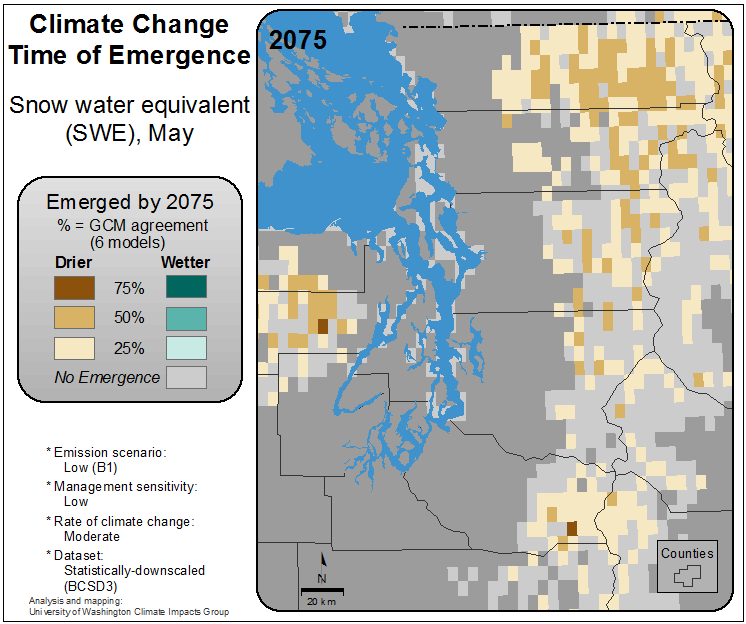 Climate Change
Time of Emergence
Snow water equivalent
(SWE), May
Emerged by 2075
% = GCM agreement
(6 models)
Drier Wetter
75%
50%
25%
No Emergence
* Emission scenario:
Low (B1)
* Management sensitivity:
Low
* Rate of climate change:
Moderate
* Dataset:
Statistically-downscaled
(BCSD3)
Analysis and mapping:
University of Washington Climate Impacts Group
2075
N
20 km
Counties